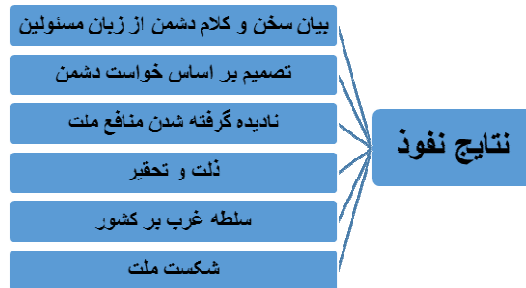 نتایج نفوذ
بیان سخن و کلام دشمن از زبان مسئولین
تصمیم بر اساس خواست دشمن
نادیده گرفته شدن منافع ملت
ذلت و تحقیر
سلطه غرب بر کشور
شکست ملت